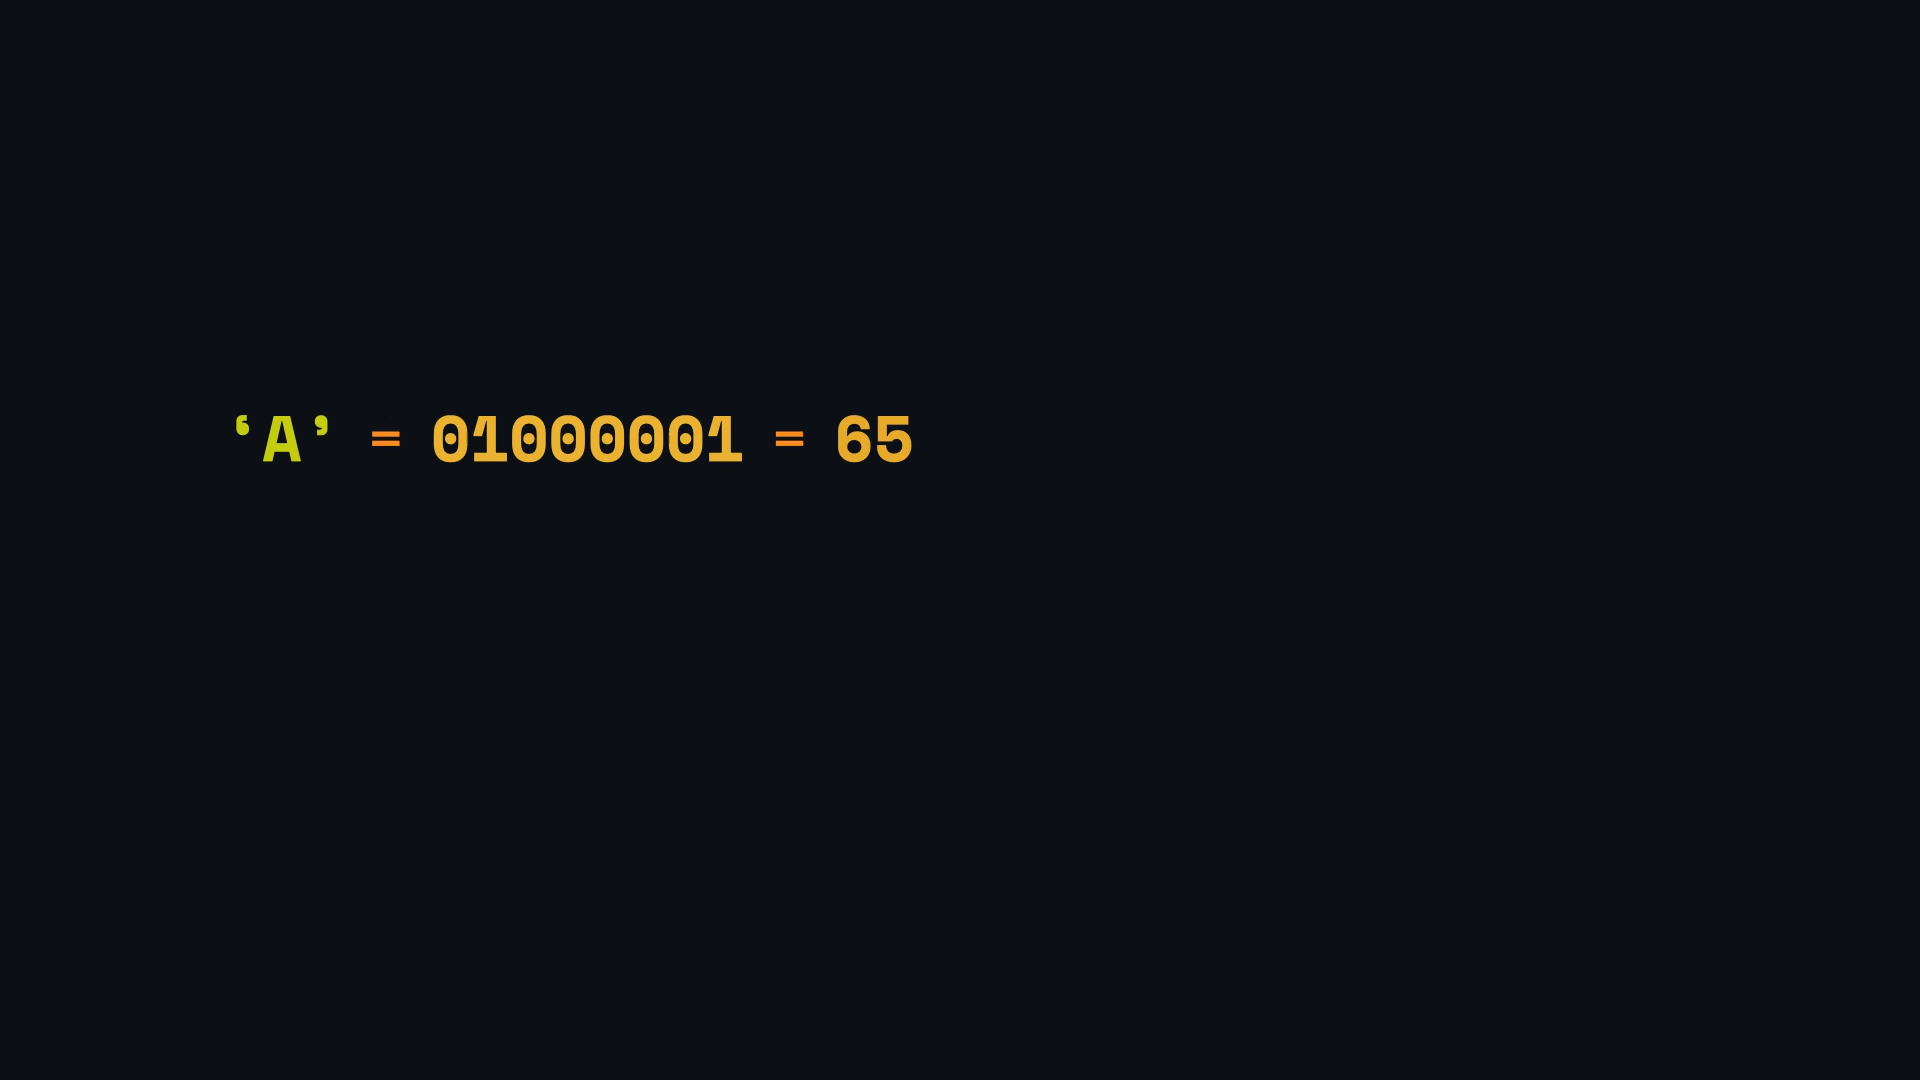 ‘A’ = 01000001 = 65